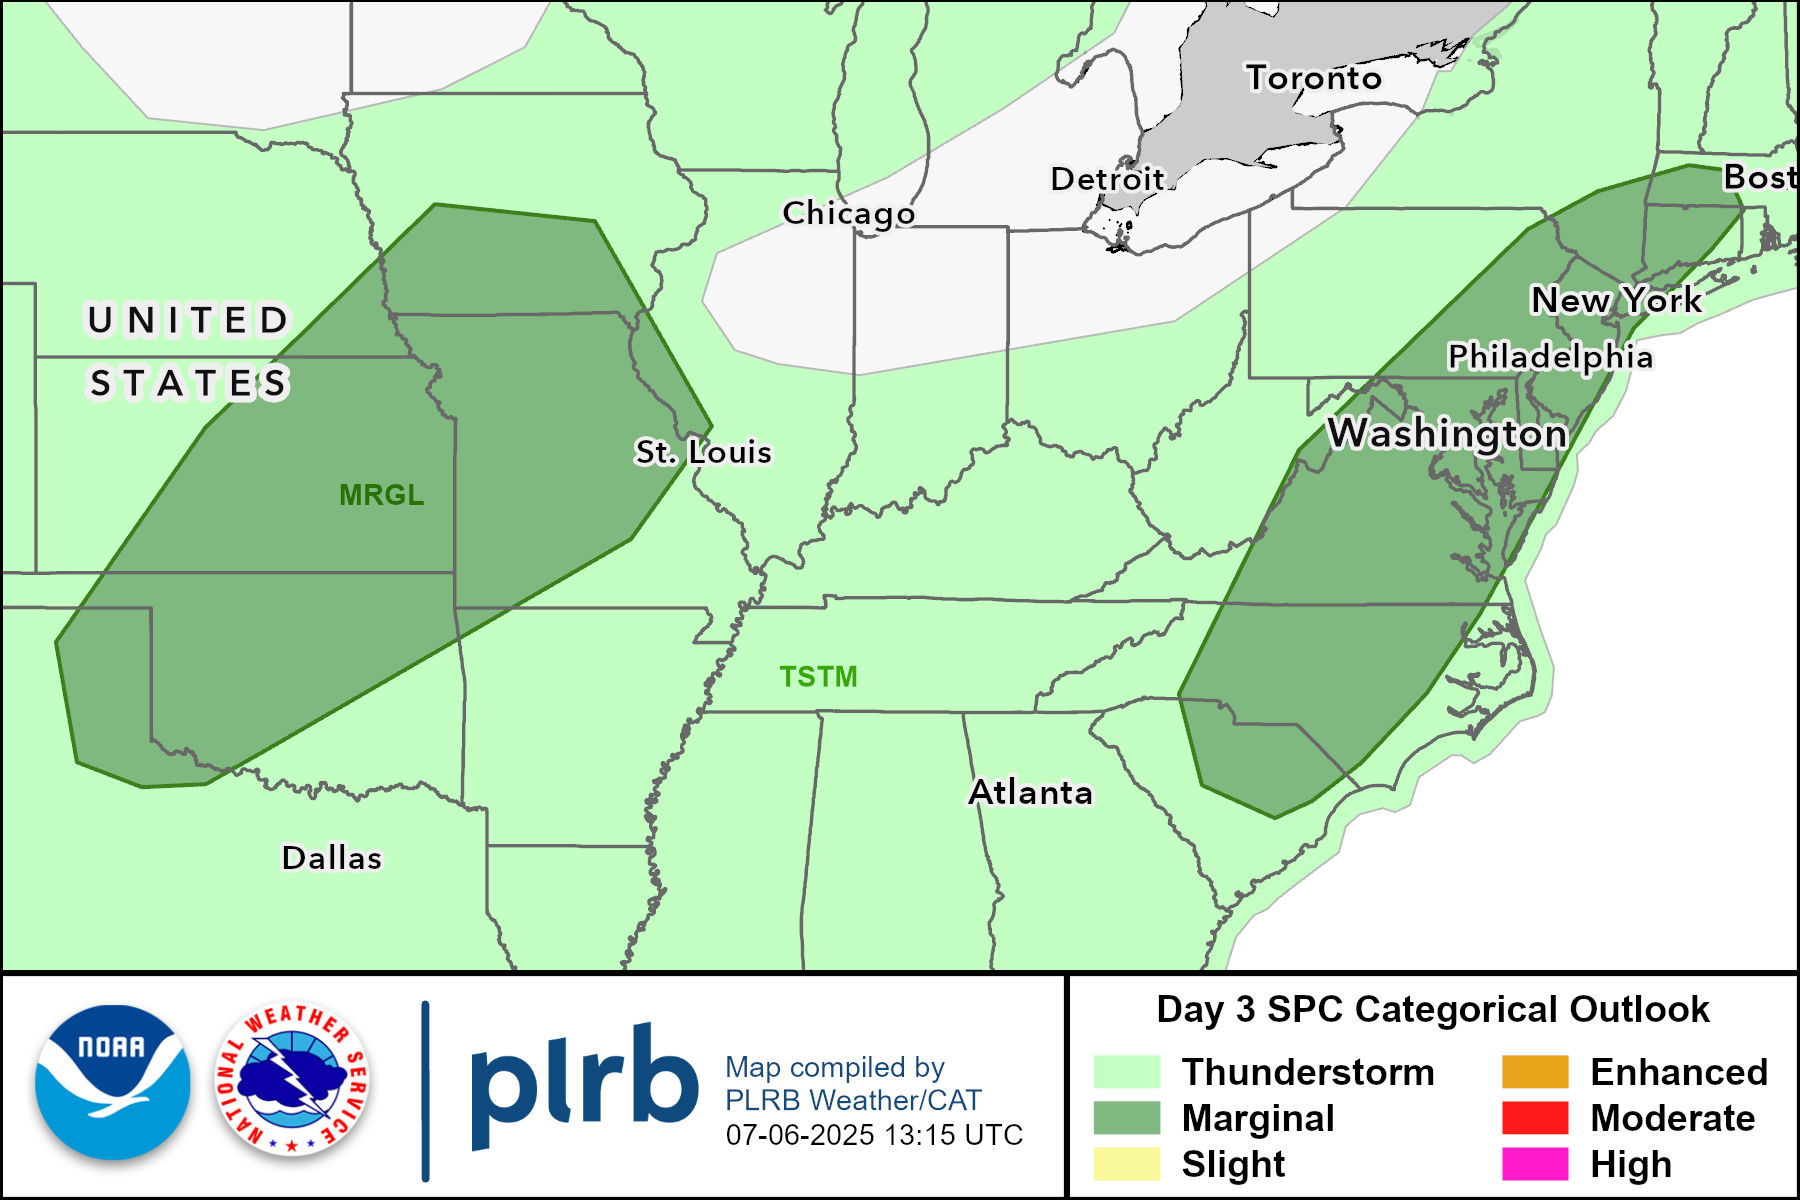 Toronto
Detroit
Bost
Chicago
UNITED
STATES
New York
Philadelphia
Washington
St. Louis
MRGL
TSTM
Atlanta
Dallas
NOAA
NATIONAL WEATHER SERVICE
plrb
Map compiled by
PLRB Weather/CAT
07-06-2025 13:15 UTC
Day 3 SPC Categorical Outlook
Thunderstorm
Marginal
Slight
Enhanced
Moderate
High